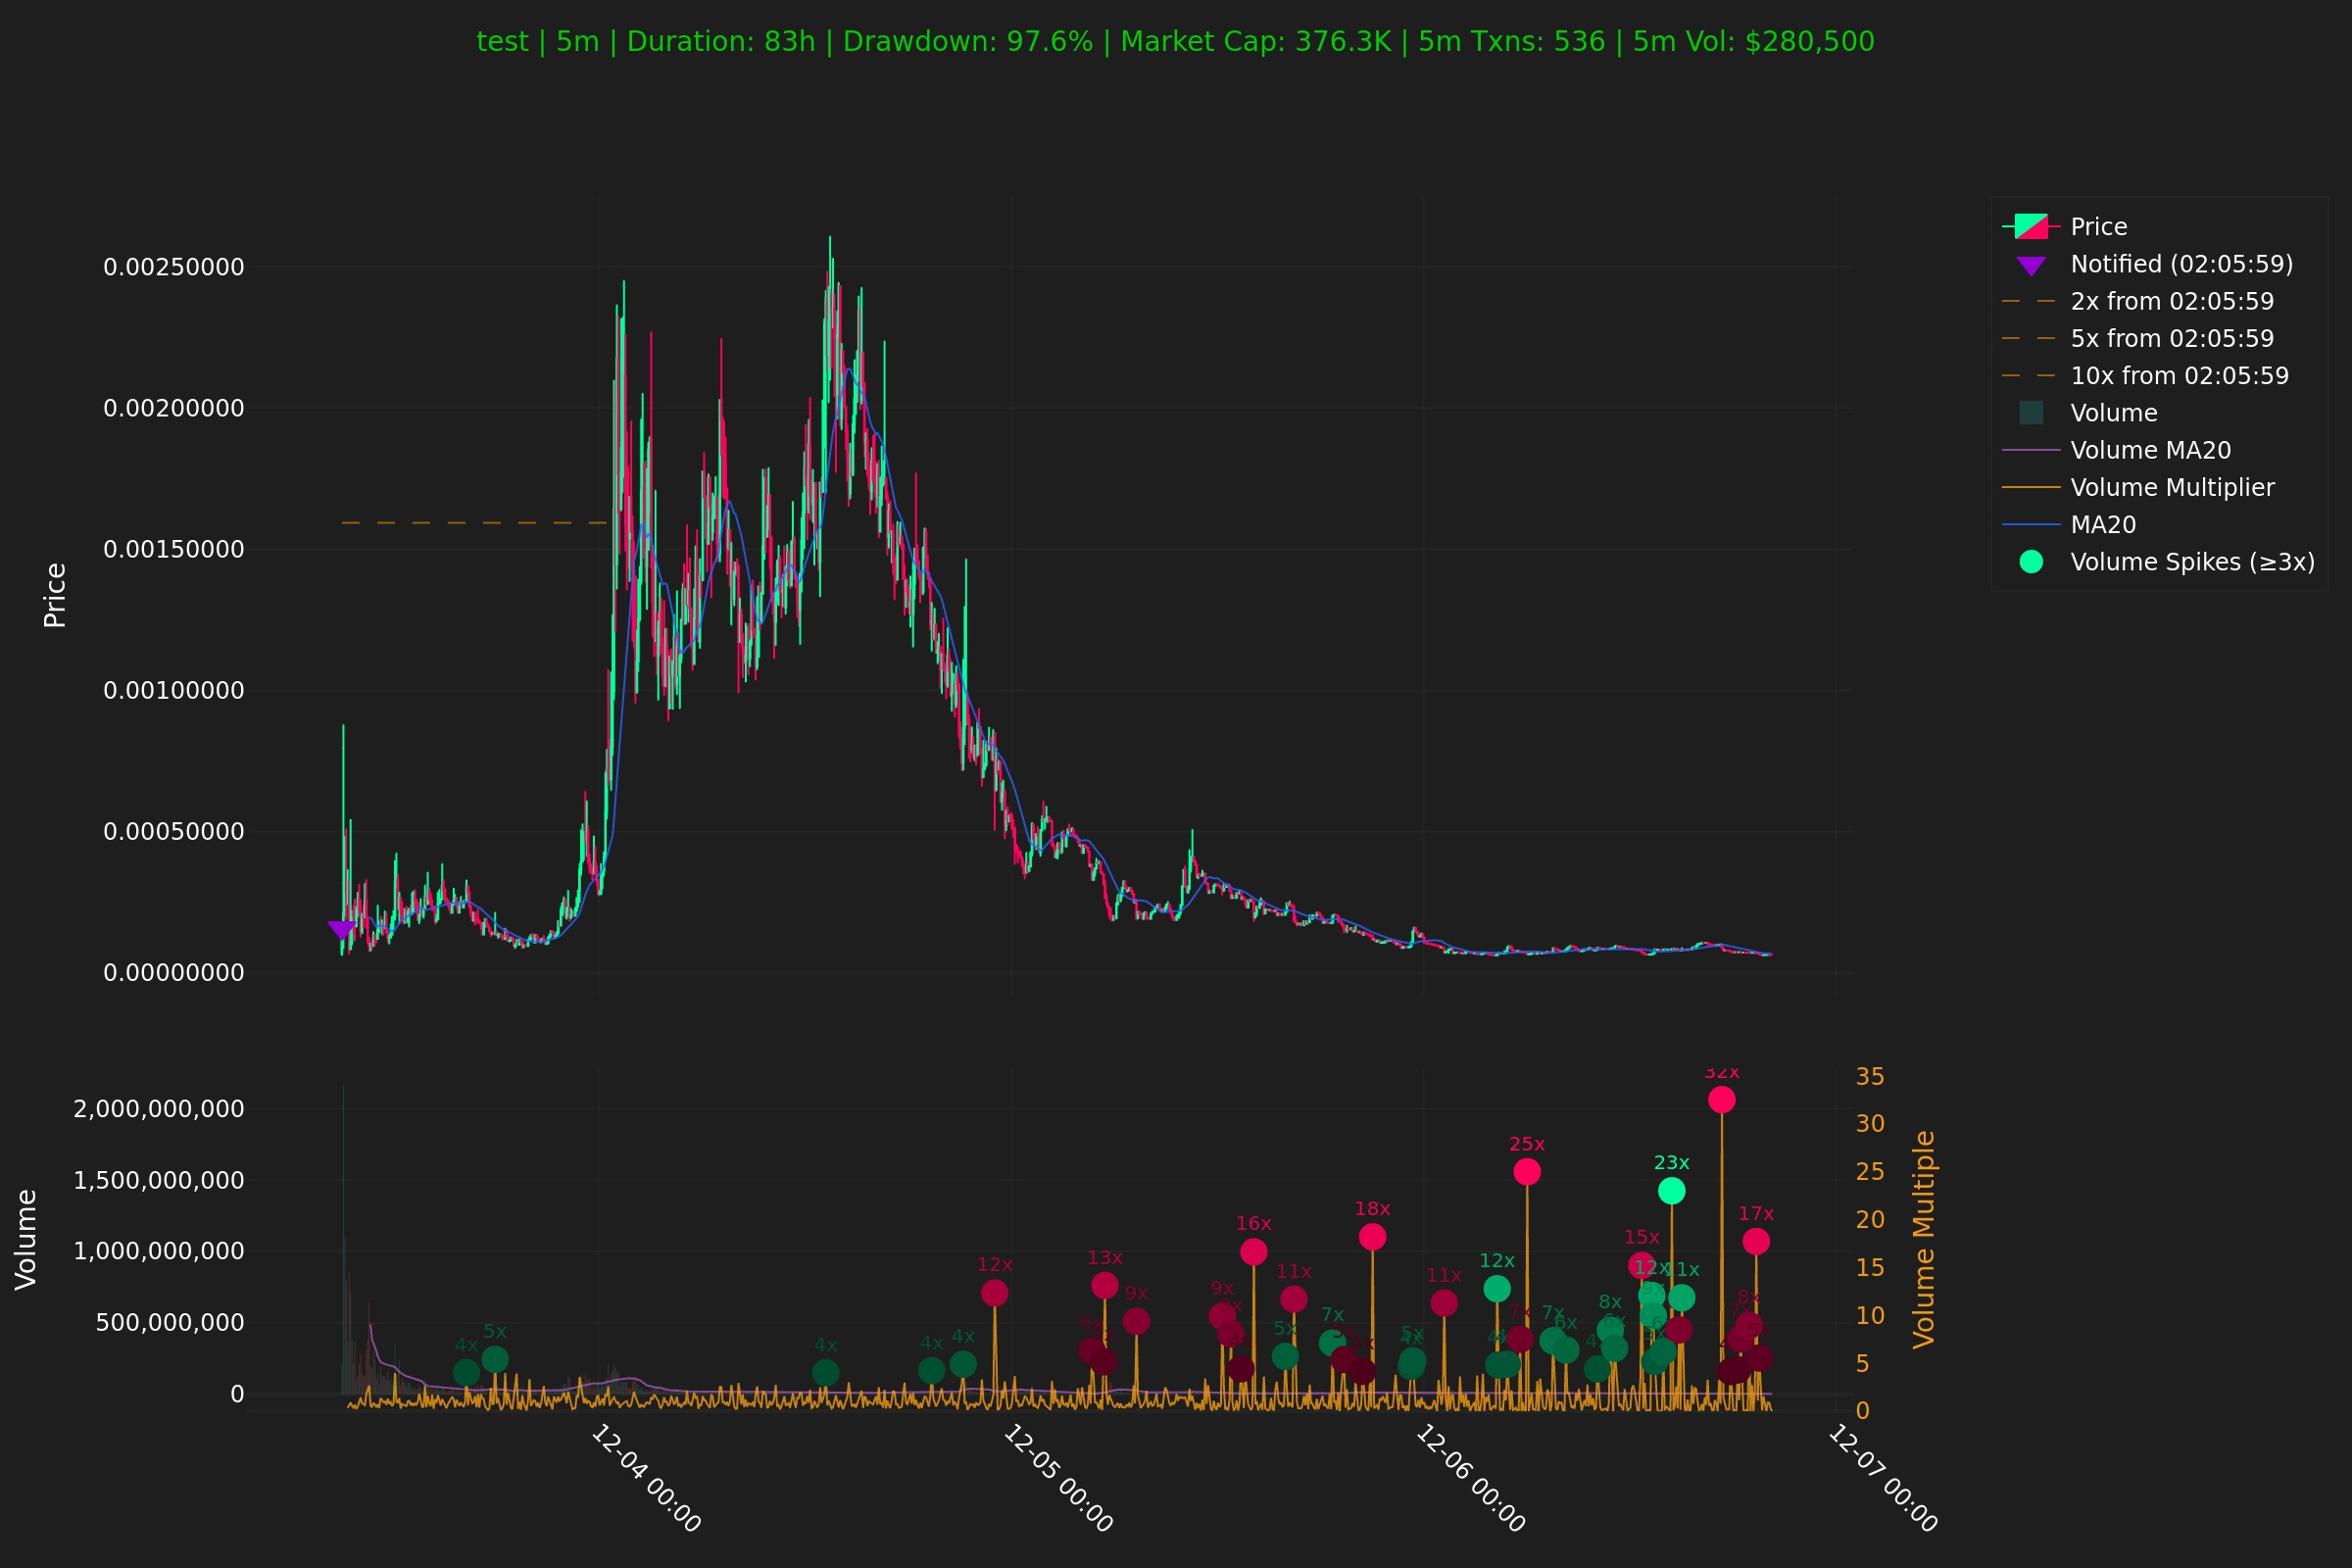 test | 5m | Duration: 83h | Drawdown: 97.6% | Market Cap: 376.3K | 5m Txns: 536 | 5m Vol: $280,500
Price
0.00250000
0.00200000
0.00150000
0.00100000
0.00050000
0.00000000
Price
Notified (02:05:59)
2x from 02:05:59
5x from 02:05:59
10x from 02:05:59
Volume
Volume MA20
Volume Multiplier
MA20
Volume Spikes (≥3x)
Volume
2,000,000,000
1,500,000,000
1,000,000,000
500,000,000
0
4x
5x
4x
4x
4x
12x
13x
9x
9x
16x
5x
11x
7x
18x
5x
11x
12x
7x
25x
7x
6x
8x
15x
12x
23x
11x
32x
8x
17x
35
30
25
20
15
10
5
0
Volume Multiple
12-04 00:00
12-05 00:00
12-06 00:00
12-07 00:00